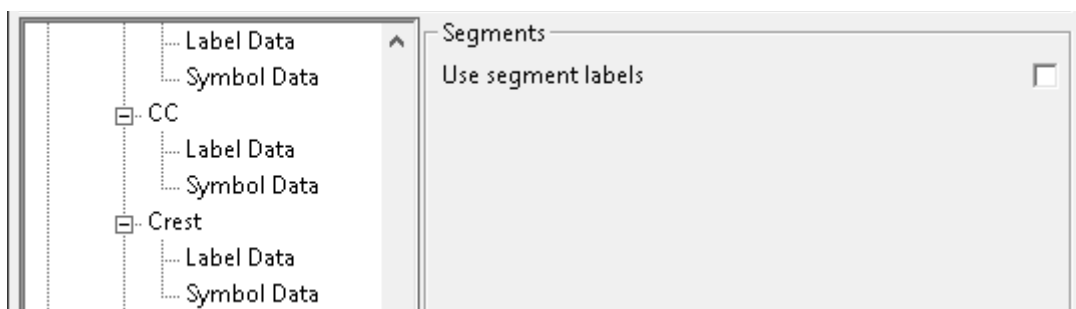 Label Data
Symbol Data
CC
Label Data
Symbol Data
Crest
Label Data
Symbol Data
Segments
Use segment labels